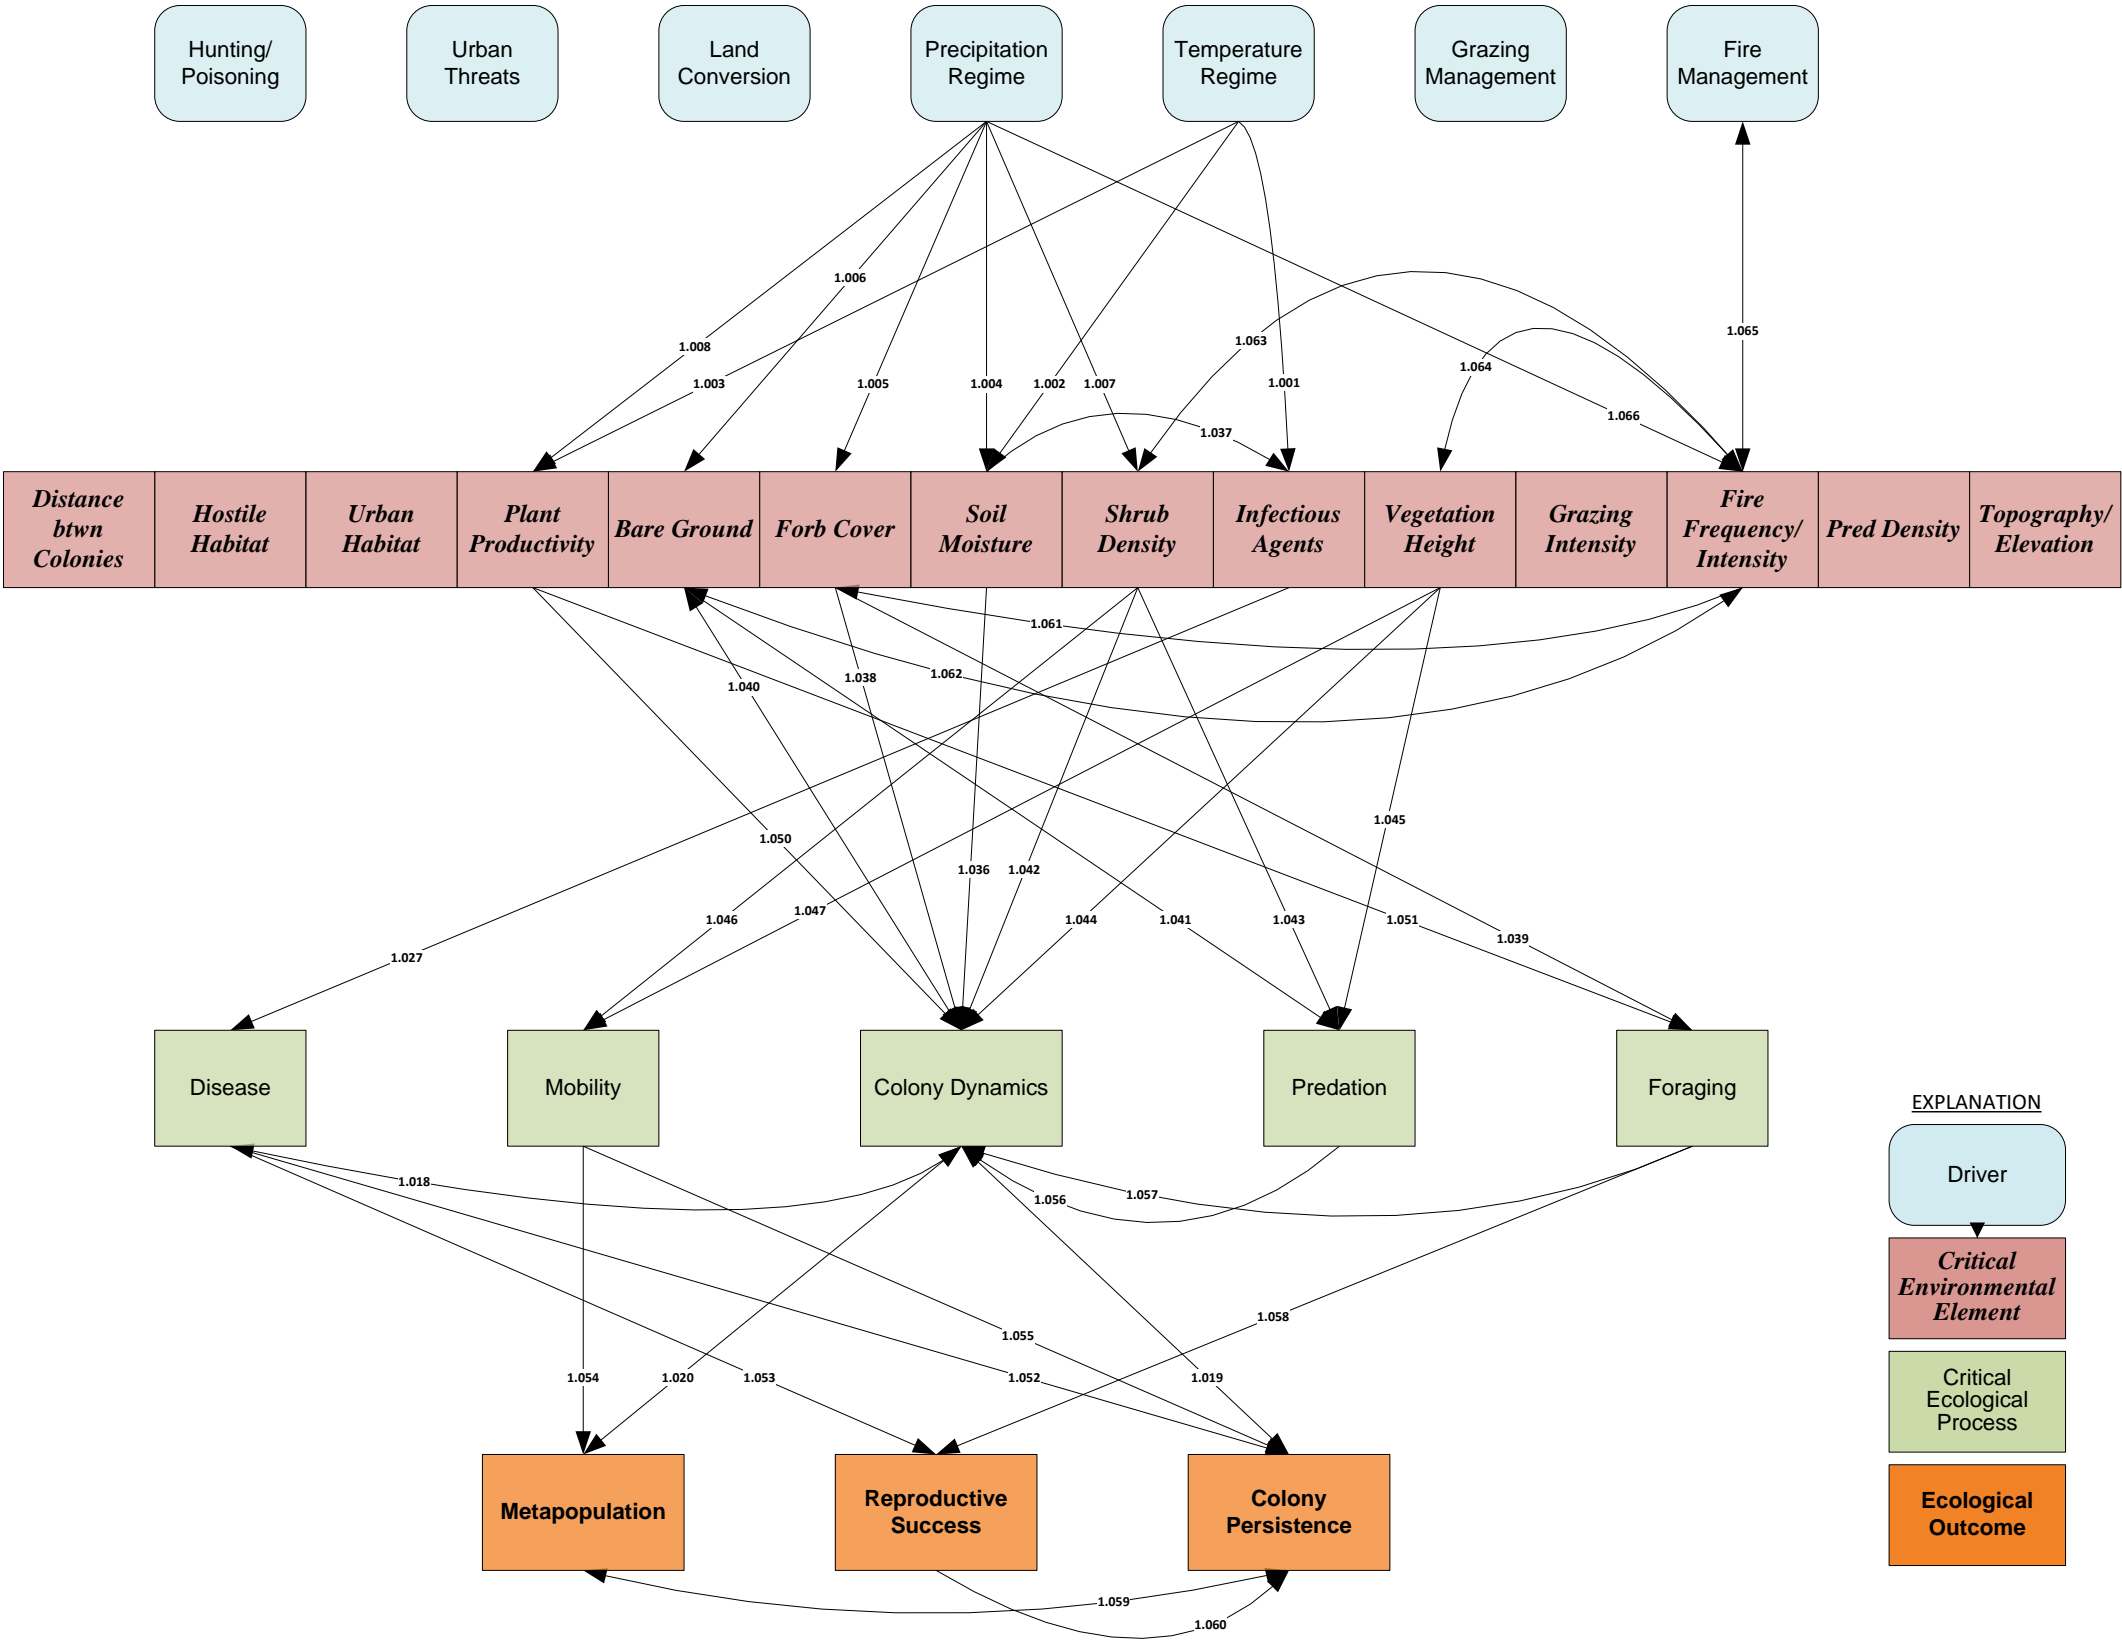 Hunting/
Poisoning
Urban
Threats
Land
Conversion
Precipitation
Regime
Temperature
Regime
Grazing
Management
Fire
Management
1.006
1.065
1.063
1.008
1.064
1.003
1.005
1.004
1.002
1.007
1.001
1.066
1.037
Distance
btwn
Colonies
Hostile
Habitat
Urban
Habitat
Plant
Productivity
Bare Ground
Forb Cover
Soil
Moisture
Shrub
Density
Infectious
Agents
Vegetation
Height
Grazing
Intensity
Fire
Frequency/
Intensity
Pred Density
Topography/
Elevation
1.061
1.062
1.038
1.040
1.045
1.050
1.036
1.042
1.047
1.046
1.044
1.041
1.043
1.051
1.039
1.027
Disease
Mobility
Colony Dynamics
Predation
Foraging
EXPLANATION
Driver
Critical
Environmental
Element
Critical
Ecological
Process
Ecological
Outcome
1.018
1.056
1.057
1.058
1.055
1.054
1.020
1.053
1.052
1.019
Metapopulation
Reproductive
Success
Colony
Persistence
1.059
1.060